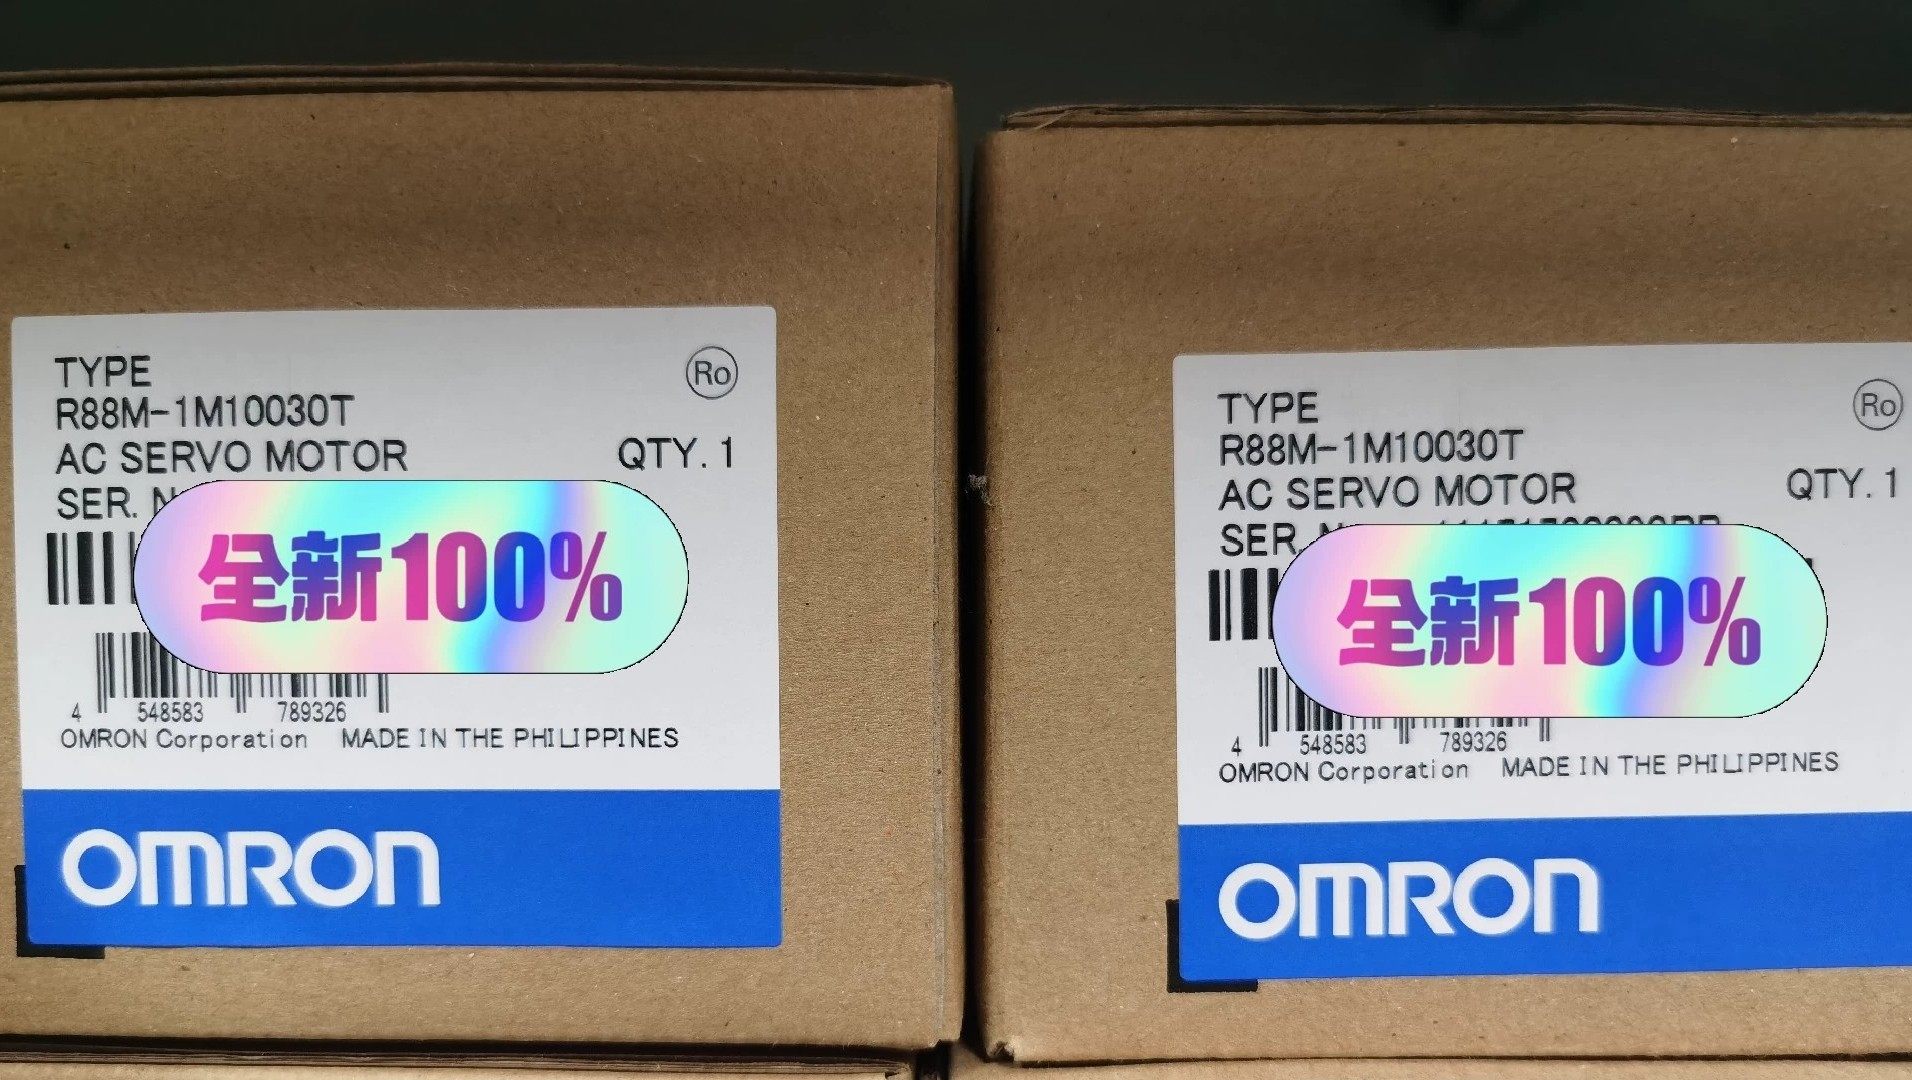 TYPE
Ro
R88M-1M10030T
AC SERVO MOTOR
QTY. 1
SER.
全新100%
4 548583 789326
OMRON Corporation MADE IN THE PHILIPPINES
OMRON
TYPE
Ro
R88M-1M10030T
AC SERVO MOTOR
QTY. 1
SER.
全新100%
4 548583 789326
OMRON Corporation MADE IN THE PHILIPPINES
OMRON